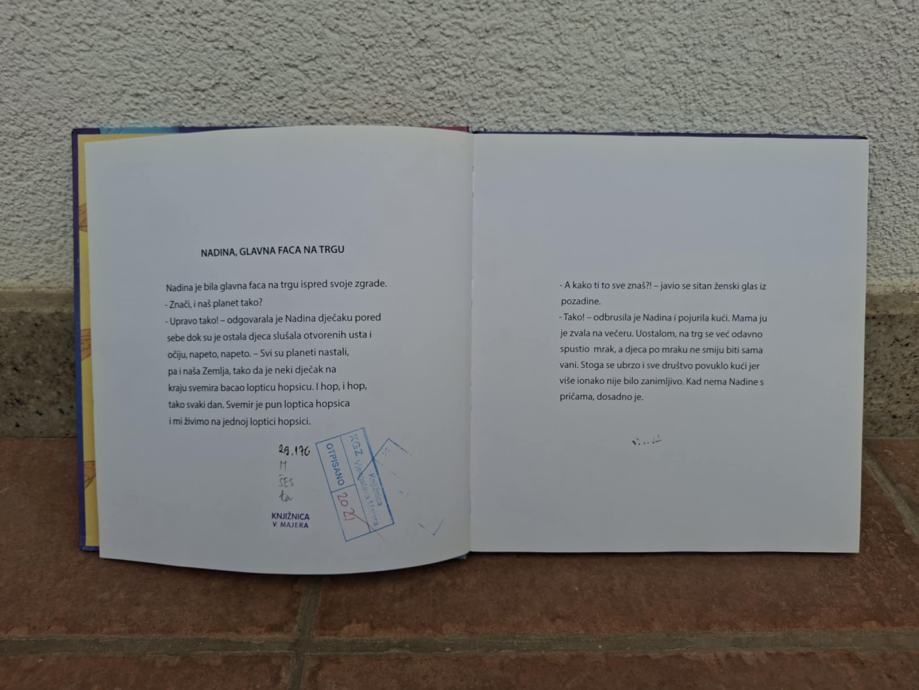 NADINA, GLAVNA FACA NA TRGU
Nadina je bila glavna faca na trgu ispred svoje zgrade.
- Znači, i naš planet tako?
- Upravo tako! – odgovarala je Nadina dječaku pored
sebe dok su je ostala djeca slušala otvorenih usta i
očiju, napeto, napeto. – Svi su planeti nastali,
pa i naša Zemlja, tako da je neki dječak na
kraju svemira bacao lopticu hopsicu. I hop, i hop,
tako svaki dan. Svemir je pun loptica hopsica
i mi živimo na jednoj loptici hopsici.
29.176
M
ŠES
ta
KNJIŽNICA
V. MAJERA
KGZ
OTPISANO
2021
- A kako ti to sve znaš?! – javio se sitan ženski glas iz
pozadine.
- Tako! – odbrusila je Nadina i pojurila kući. Mama ju
je zvala na večeru. Uostalom, na trg se već odavno
spustio mrak, a djeca po mraku ne smiju biti sama
vani. Stoga se ubrzo i sve društvo povuklo kući jer
više ionako nije bilo zanimljivo. Kad nema Nadine s
pričama, dosadno je.